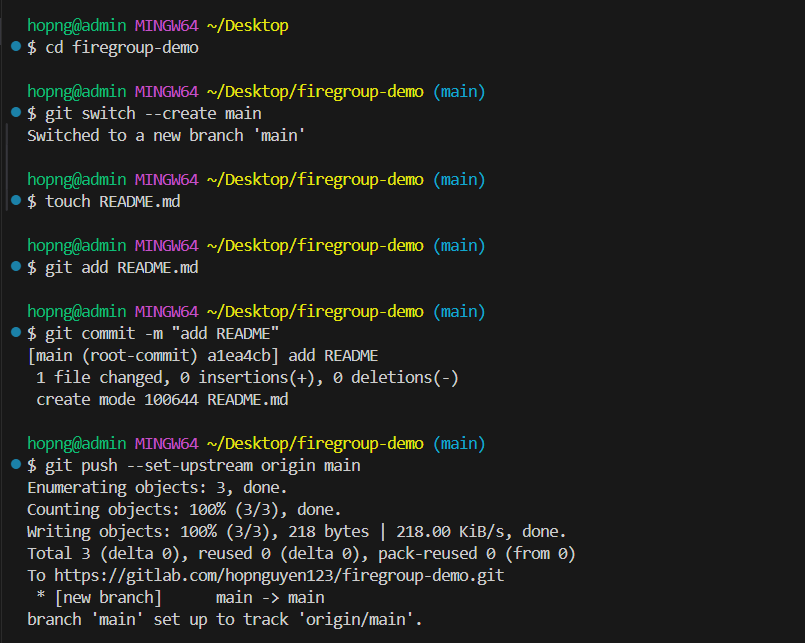 hopng@admin MINGW64 ~/Desktop
$ cd firegroup-demo
hopng@admin MINGW64 ~/Desktop/firegroup-demo (main)
$ git switch --create main
Switched to a new branch 'main'
hopng@admin MINGW64 ~/Desktop/firegroup-demo (main)
$ touch README.md
hopng@admin MINGW64 ~/Desktop/firegroup-demo (main)
$ git add README.md
hopng@admin MINGW64 ~/Desktop/firegroup-demo (main)
$ git commit -m "add README"
[main (root-commit) a1ea4cb] add README
 1 file changed, 0 insertions(+), 0 deletions(-)
 create mode 100644 README.md
hopng@admin MINGW64 ~/Desktop/firegroup-demo (main)
$ git push --set-upstream origin main
Enumerating objects: 3, done.
Counting objects: 100% (3/3), done.
Writing objects: 100% (3/3), 218 bytes | 218.00 KiB/s, done.
Total 3 (delta 0), reused 0 (delta 0), pack-reused 0 (from 0)
To https://gitlab.com/hopnguyen123/firegroup-demo.git
 * [new branch]      main -> main
branch 'main' set up to track 'origin/main'.